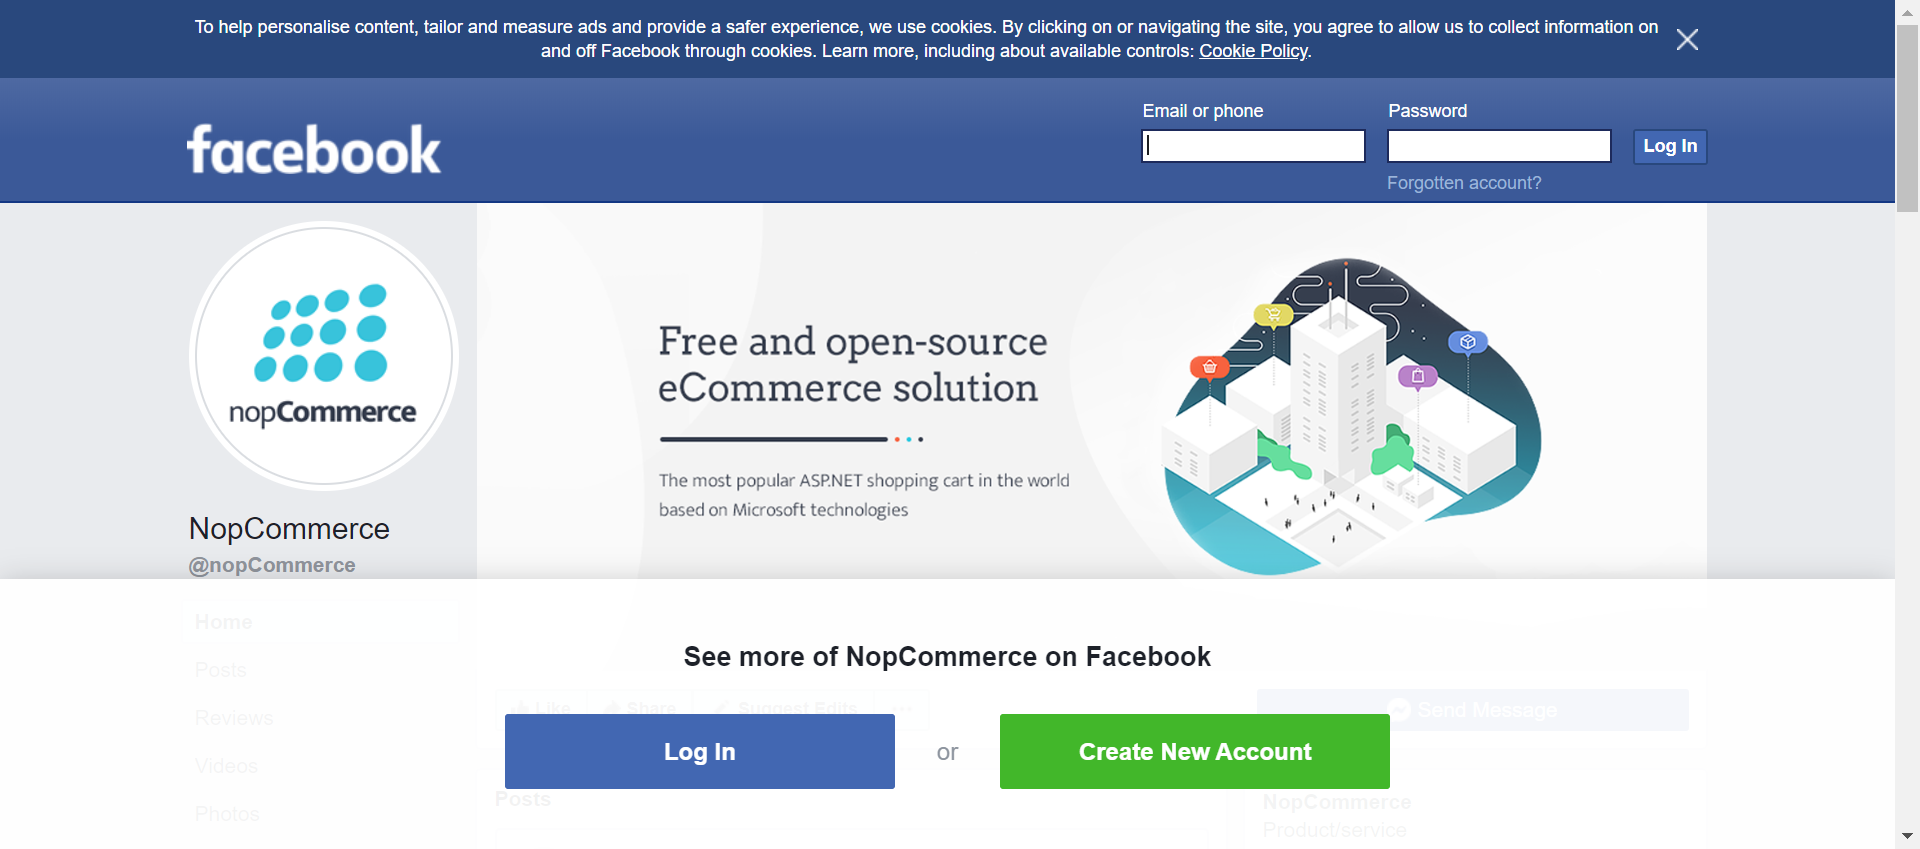 To help personalise content, tailor and measure ads and provide a safer experience, we use cookies. By clicking on or navigating the site, you agree to allow us to collect information on
and off Facebook through cookies. Learn more, including about available controls: Cookie Policy.
facebook
Email or phone
Password
Log In
Forgotten account?
nopCommerce
Free and open-source
eCommerce solution
The most popular ASP.NET shopping cart in the world
based on Microsoft technologies
NopCommerce
@nopCommerce
Home
Posts
Reviews
Videos
Photos
See more of NopCommerce on Facebook
Like
Share
Suggest Edits
Send Message
Log In
or
Create New Account
Posts
NopCommerce
Product/service